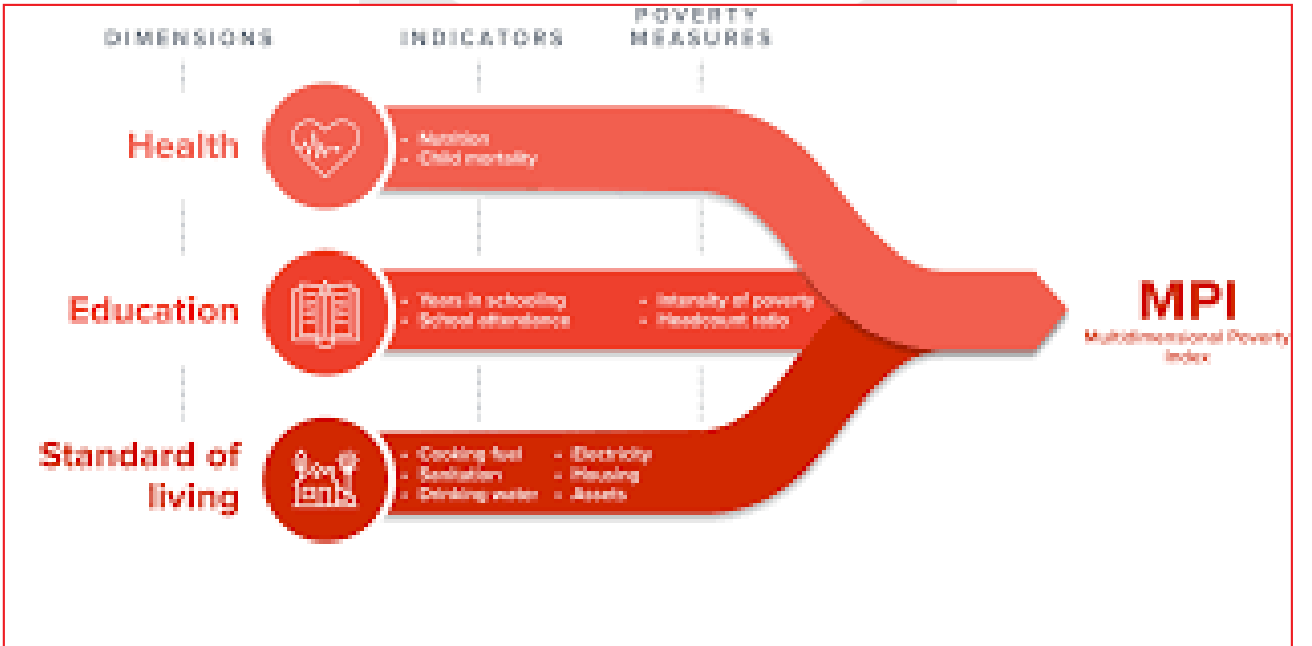 DIMENSIONS
INDICATORS
POVERTY
MEASURES
Health
- Nutrition
- Child mortality
Education
- Years in schooling
- School attendance
- Intensity of poverty
- Headcount ratio
Standard of
living
- Cooking fuel
- Sanitation
- Drinking water
- Electricity
- Housing
- Assets
MPI
Multidimensional Poverty
Index